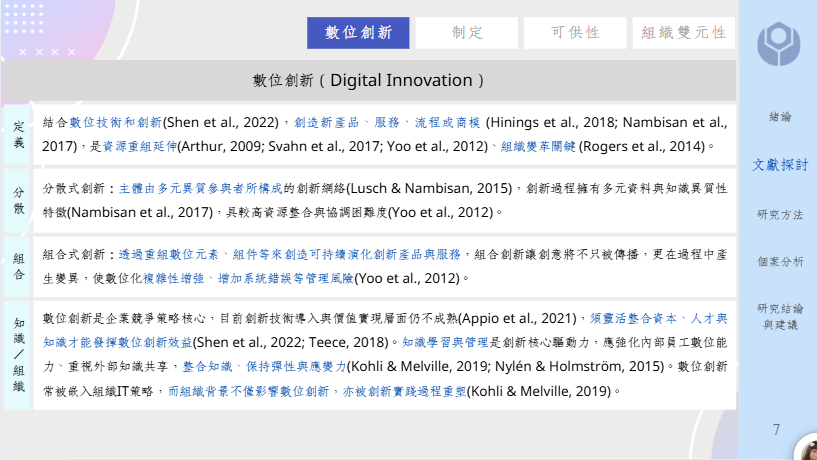 數位創新
制定
可供性
組織雙元性
數位創新（Digital Innovation）
定義
結合數位技術和創新(Shen et al., 2022)，創造新產品、服務、流程或商模 (Hinings et al., 2018; Nambisan et al.,
2017)，是資源重組延伸(Arthur, 2009; Svahn et al., 2017; Yoo et al., 2012)、組織變革關鍵 (Rogers et al., 2014)。
分散
分散式創新：主體由多元異質參與者所構成的創新網絡(Lusch & Nambisan, 2015)，創新過程擁有多元資料與知識異質性
特徵(Nambisan et al., 2017)，具較高資源整合與協調困難度(Yoo et al., 2012)。
組合
組合式創新：透過重組數位元素、組件等來創造可持續演化創新產品與服務，組合創新讓創意將不只被傳播，更在過程中產
生變異，使數位化複雜性增強、增加系統錯誤等管理風險(Yoo et al., 2012)。
知識／組織
數位創新是企業競爭策略核心，目前創新技術導入與價值實現層面仍不成熟(Appio et al., 2021)，須靈活整合資本、人才與
知識才能發揮數位創新效益(Shen et al., 2022; Teece, 2018)。知識學習與管理是創新核心驅動力，應強化內部員工數位能
力、重視外部知識共享，整合知識、保持彈性與應變力(Kohli & Melville, 2019; Nylén & Holmström, 2015)。數位創新
常被嵌入組織IT策略，而組織背景不僅影響數位創新，亦被創新實踐過程重塑(Kohli & Melville, 2019)。
緒論
文獻探討
研究方法
個案分析
研究結論
與建議
7